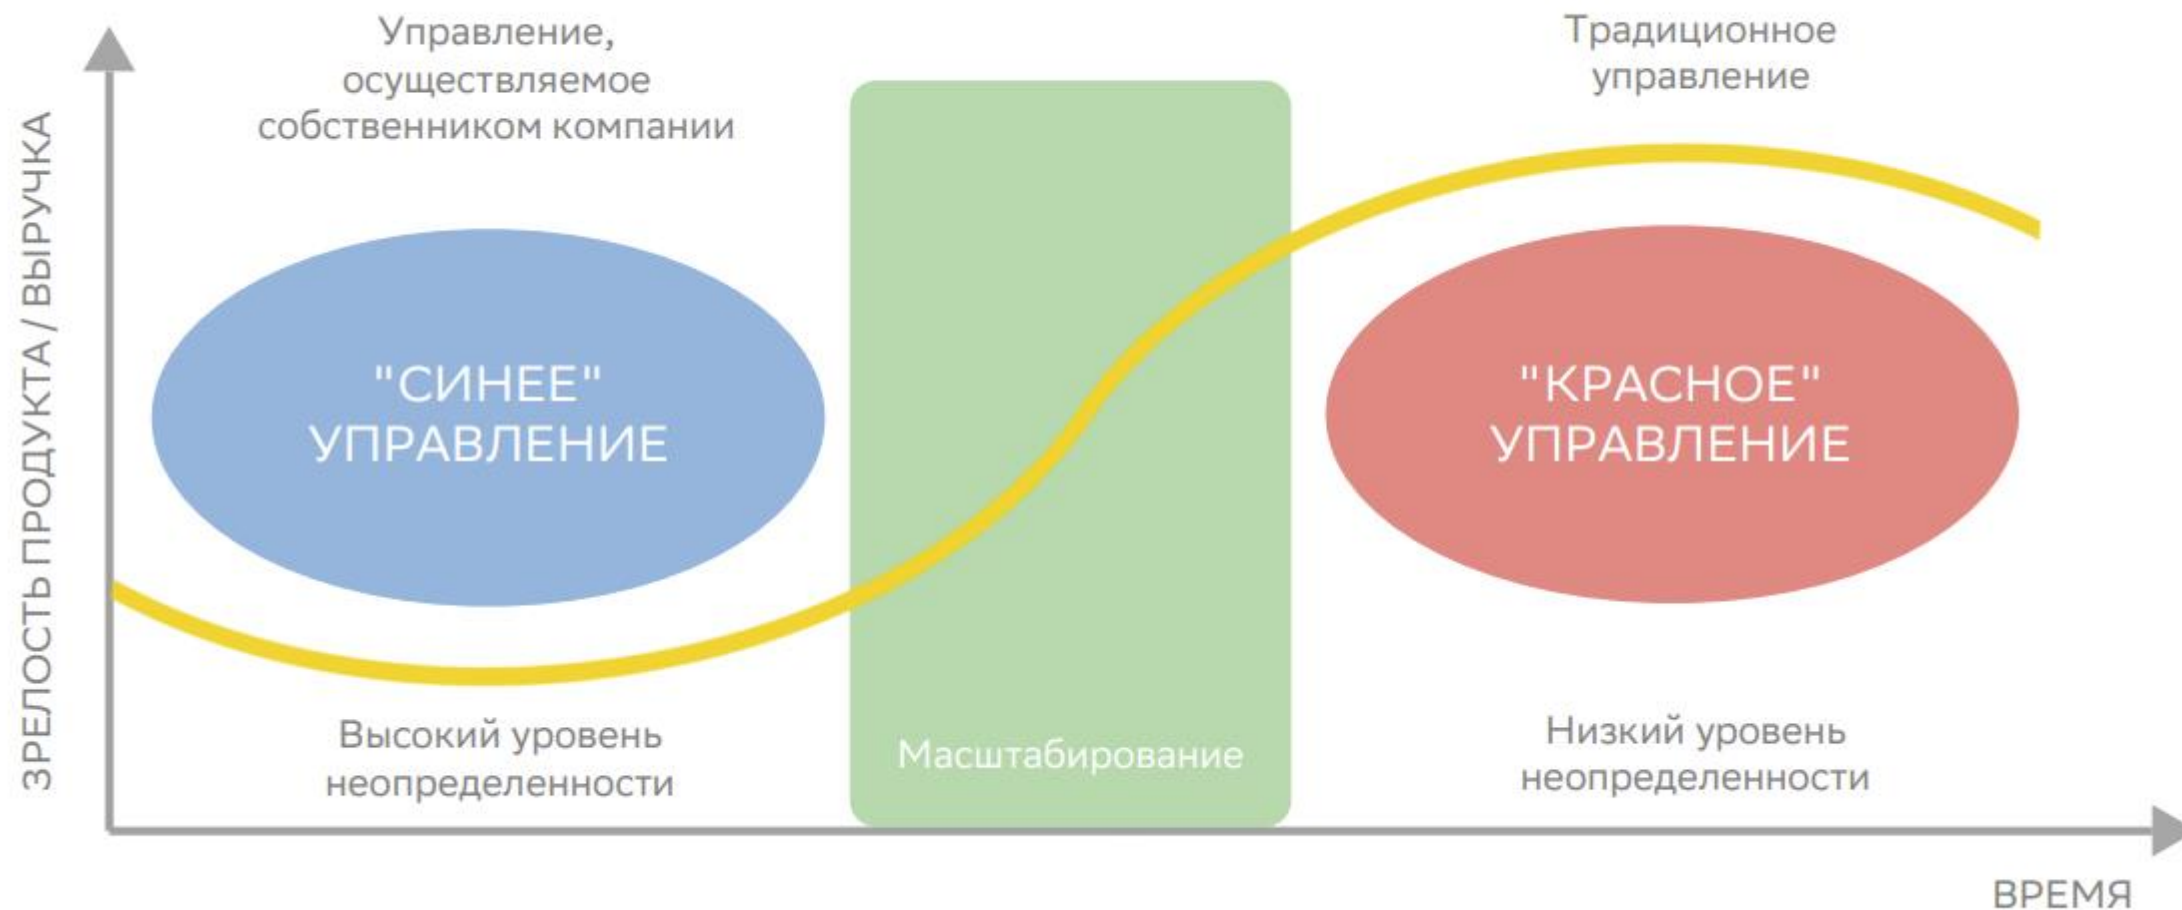 Управление,
осуществляемое
собственником компании
Традиционное
управление
ЗРЕЛОСТЬ ПРОДУКТА / ВЫРУЧКА
"СИНЕЕ"
УПРАВЛЕНИЕ
"КРАСНОЕ"
УПРАВЛЕНИЕ
Высокий уровень
неопределенности
Масштабирование
Низкий уровень
неопределенности
ВРЕМЯ